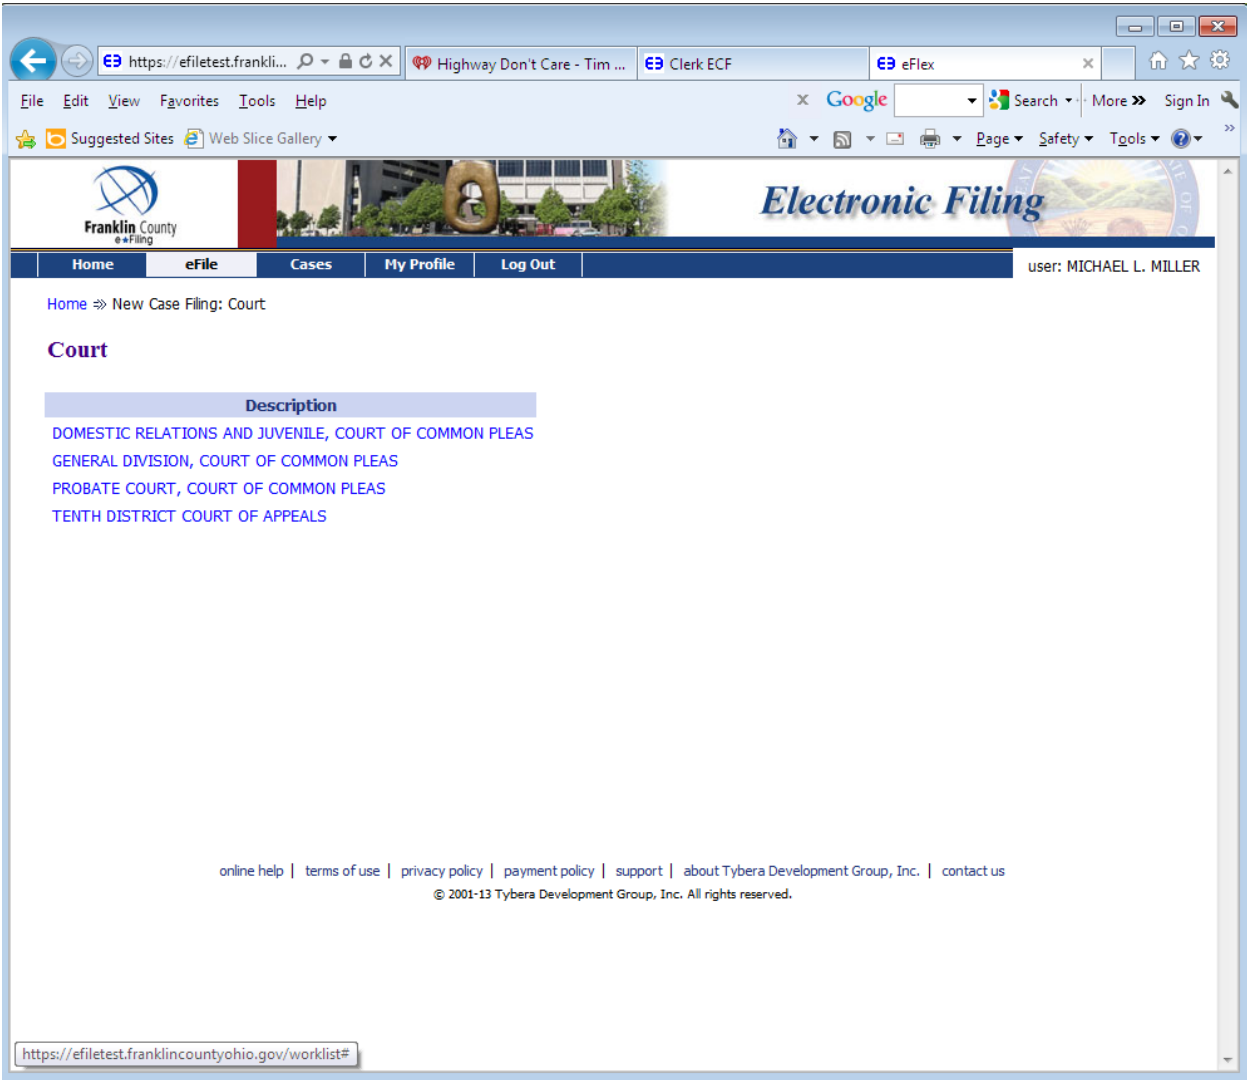 https://efiletest.frankli...
Highway Don't Care - Tim ...
Clerk ECF
eFlex
File Edit View Favorites Tools Help
x Google Search More » Sign In
Suggested Sites Web Slice Gallery
Page Safety Tools »
Franklin County
e★Filing
Electronic Filing
Home eFile Cases My Profile Log Out
user: MICHAEL L. MILLER
Home ⇒ New Case Filing: Court
Court
Description
DOMESTIC RELATIONS AND JUVENILE, COURT OF COMMON PLEAS
GENERAL DIVISION, COURT OF COMMON PLEAS
PROBATE COURT, COURT OF COMMON PLEAS
TENTH DISTRICT COURT OF APPEALS
online help | terms of use | privacy policy | payment policy | support | about Tybera Development Group, Inc. | contact us
© 2001-13 Tybera Development Group, Inc. All rights reserved.
https://efiletest.franklincountyohio.gov/worklist#